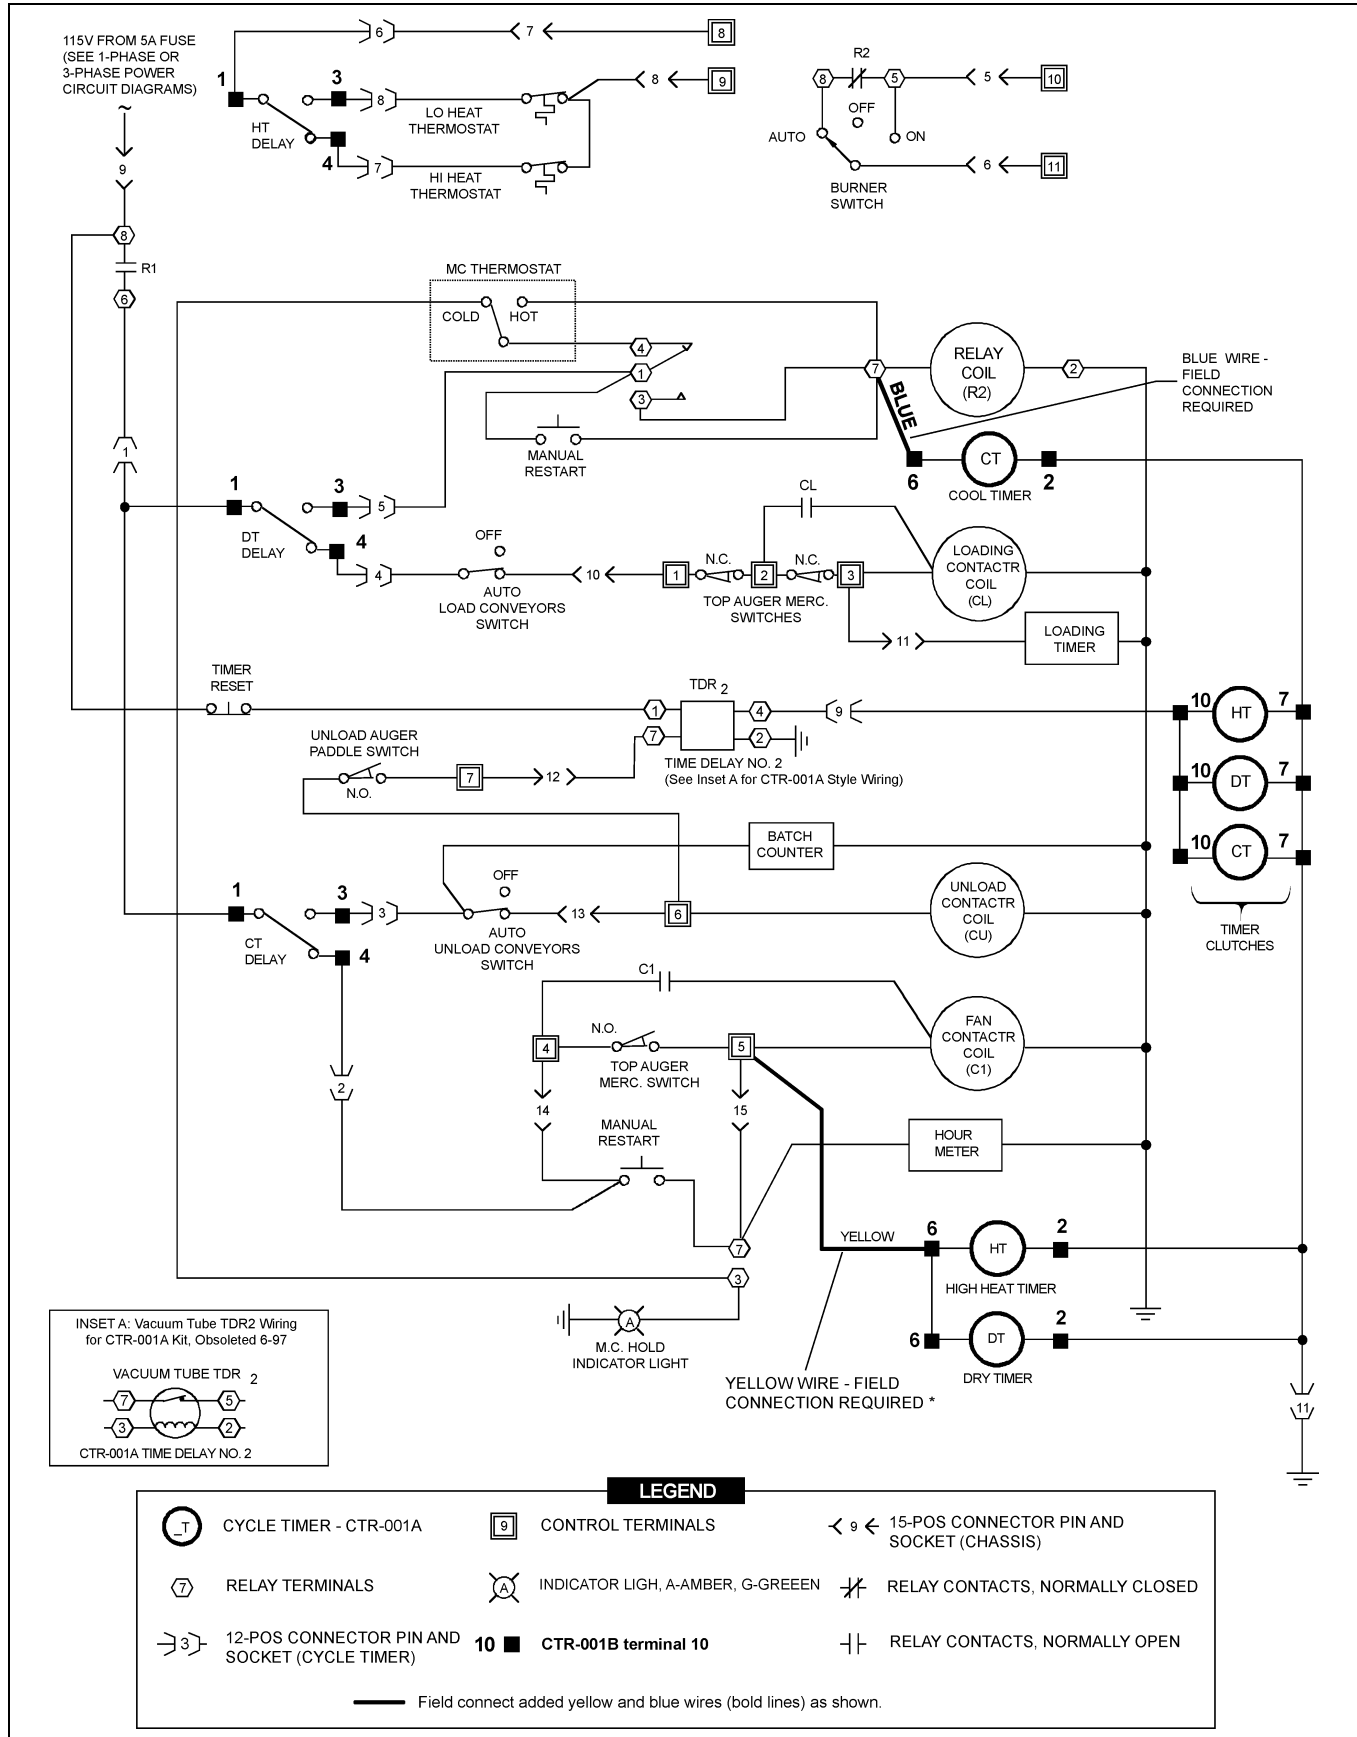 115V FROM 5A FUSE
(SEE 1-PHASE OR
3-PHASE POWER
CIRCUIT DIAGRAMS)
~
9
6
7
8
1
3
8
LO HEAT
THERMOSTAT
8
9
HT
DELAY
4
7
HI HEAT
THERMOSTAT
R2
8
5
5
10
OFF
AUTO
ON
6
11
BURNER
SWITCH
8
R1
6
1
MC THERMOSTAT
COLD
HOT
4
1
3
MANUAL
RESTART
7
RELAY
COIL
(R2)
2
BLUE
BLUE WIRE -
FIELD
CONNECTION
REQUIRED
6
CT
2
COOL TIMER
1
3
5
DT
DELAY
4
4
OFF
AUTO
LOAD CONVEYORS
SWITCH
10
1
N.C.
2
N.C.
3
TOP AUGER MERC.
SWITCHES
CL
LOADING
CONTACTR
COIL
(CL)
11
LOADING
TIMER
TIMER
RESET
TDR 2
1
4
7
2
9
TIME DELAY NO. 2
(See Inset A for CTR-001A Style Wiring)
UNLOAD AUGER
PADDLE SWITCH
N.O.
7
12
10
HT
7
10
DT
7
10
CT
7
TIMER
CLUTCHES
BATCH
COUNTER
1
3
3
CT
DELAY
4
OFF
AUTO
UNLOAD CONVEYORS
SWITCH
13
6
UNLOAD
CONTACTR
COIL
(CU)
C1
4
N.O.
5
TOP AUGER
MERC. SWITCH
FAN
CONTACTR
COIL
(C1)
2
14
15
MANUAL
RESTART
HOUR
METER
7
3
YELLOW
6
HT
2
HIGH HEAT TIMER
6
DT
2
DRY TIMER
A
M.C. HOLD
INDICATOR LIGHT
YELLOW WIRE - FIELD
CONNECTION REQUIRED *
11
INSET A: Vacuum Tube TDR2 Wiring
for CTR-001A Kit, Obsoleted 6-97
VACUUM TUBE TDR 2
7
5
3
2
CTR-001A TIME DELAY NO. 2
LEGEND
_T
CYCLE TIMER - CTR-001A
9
CONTROL TERMINALS
9
15-POS CONNECTOR PIN AND
SOCKET (CHASSIS)
7
RELAY TERMINALS
A
INDICATOR LIGH, A-AMBER, G-GREEEN
RELAY CONTACTS, NORMALLY CLOSED
3
12-POS CONNECTOR PIN AND
SOCKET (CYCLE TIMER)
10
CTR-001B terminal 10
RELAY CONTACTS, NORMALLY OPEN
Field connect added yellow and blue wires (bold lines) as shown.